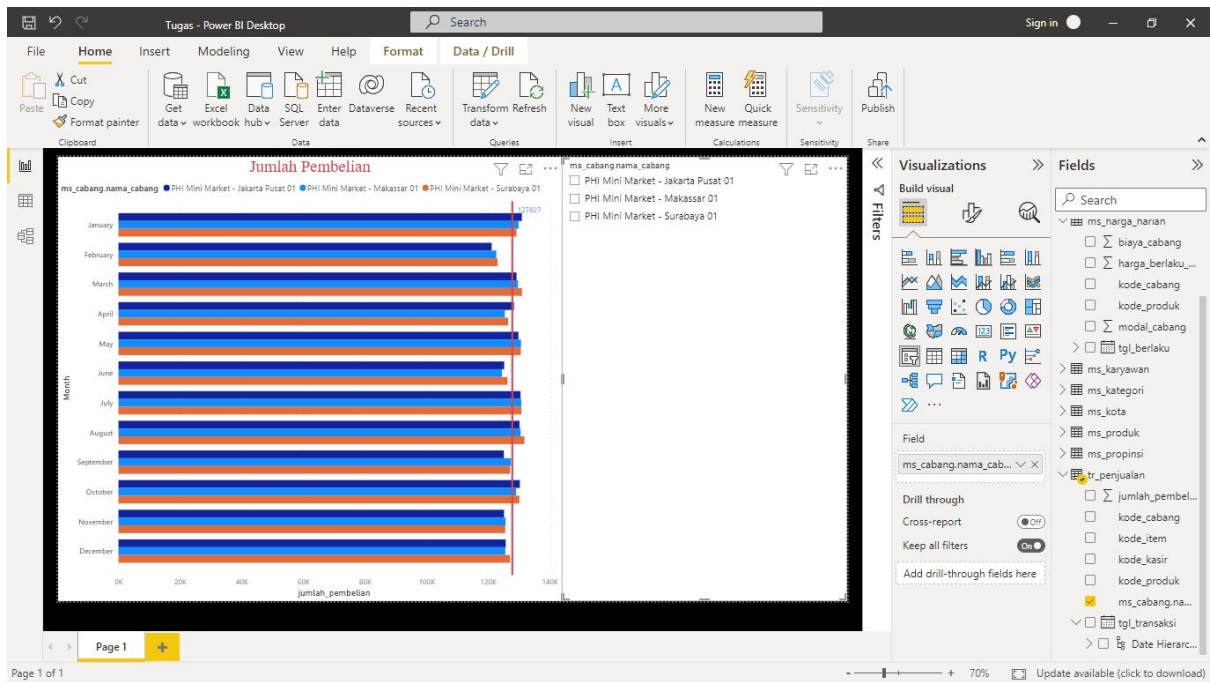 Tugas - Power BI Desktop
Search
Sign in
File Home Insert Modeling View Help Format Data / Drill
Paste
Cut
Copy
Format painter
Clipboard
Get data
Excel workbook
Data hub
SQL Server
Enter data
Dataverse
Recent sources
Data
Transform data
Refresh
Queries
New visual
Text box
More visuals
Insert
New measure
Quick measure
Calculations
Sensitivity
Sensitivity
Publish
Share
Jumlah Pembelian
ms_cabang.nama_cabang PHI Mini Market - Jakarta Pusat 01 PHI Mini Market - Makassar 01 PHI Mini Market - Surabaya 01
127827
January
February
March
April
May
June
July
August
September
October
November
December
Month
0K 20K 40K 60K 80K 100K 120K 140K
jumlah_pembelian
ms_cabang.nama_cabang
PHI Mini Market - Jakarta Pusat 01
PHI Mini Market - Makassar 01
PHI Mini Market - Surabaya 01
Filters
Visualizations
Build visual
123
R Py
Field
ms_cabang.nama_cab...
Drill through
Cross-report Off
Keep all filters On
Add drill-through fields here
Fields
Search
ms_harga_harian
biaya_cabang
harga_berlaku_...
kode_cabang
kode_produk
modal_cabang
tgl_berlaku
ms_karyawan
ms_kategori
ms_kota
ms_produk
ms_propinsi
tr_penjualan
jumlah_pembel...
kode_cabang
kode_item
kode_kasir
kode_produk
ms_cabang.na...
tgl_transaksi
Date Hierarc...
Page 1
Page 1 of 1
70%
Update available (click to download)